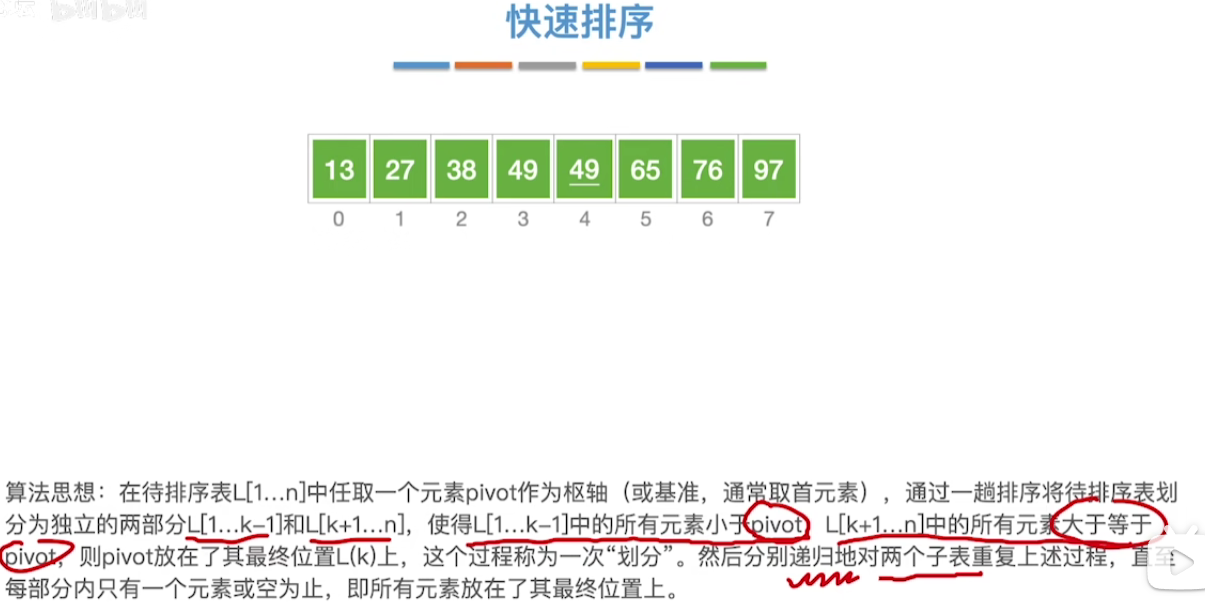 快速排序
13 27 38 49 49 65 76 97
0 1 2 3 4 5 6 7
算法思想：在待排序表L[1…n]中任取一个元素pivot作为枢轴（或基准，通常取首元素），通过一趟排序将待排序表划
分为独立的两部分L[1…k-1]和L[k+1…n]，使得L[1…k-1]中的所有元素小于pivot，L[k+1…n]中的所有元素大于等于
pivot，则pivot放在了其最终位置L(k)上，这个过程称为一次“划分”。然后分别递归地对两个子表重复上述过程，直至
每部分内只有一个元素或空为止，即所有元素放在了其最终位置上。